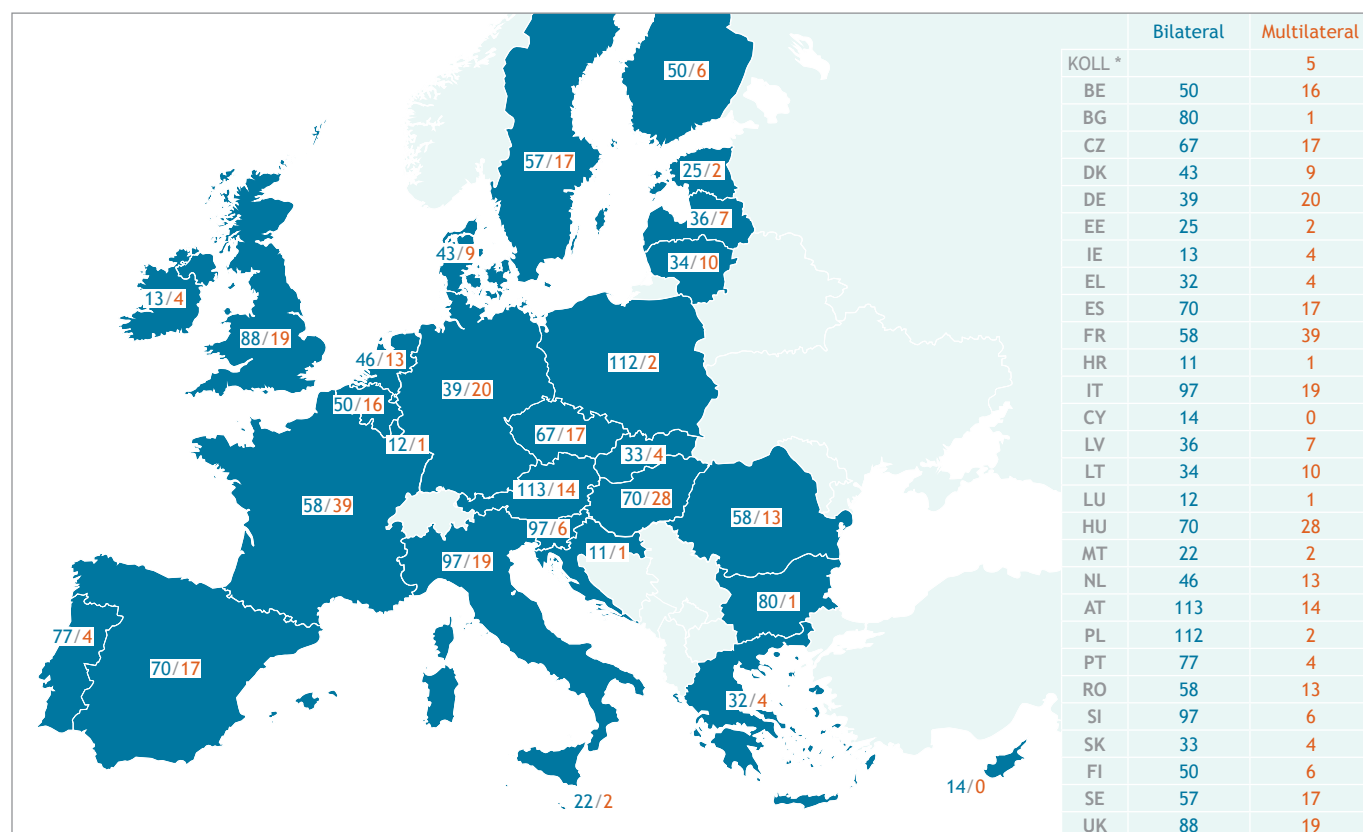 50/6
57/17
25/2
36/7
43/9
34/10
13/4
88/19
46/13
112/2
39/20
50/16
67/17
12/1
33/4
113/14
70/28
58/39
58/13
97/6
11/1
97/19
80/1
77/4
70/17
32/4
14/0
22/2
Bilateral Multilateral
KOLL * 5
BE 50 16
BG 80 1
CZ 67 17
DK 43 9
DE 39 20
EE 25 2
IE 13 4
EL 32 4
ES 70 17
FR 58 39
HR 11 1
IT 97 19
CY 14 0
LV 36 7
LT 34 10
LU 12 1
HU 70 28
MT 22 2
NL 46 13
AT 113 14
PL 112 2
PT 77 4
RO 58 13
SI 97 6
SK 33 4
FI 50 6
SE 57 17
UK 88 19